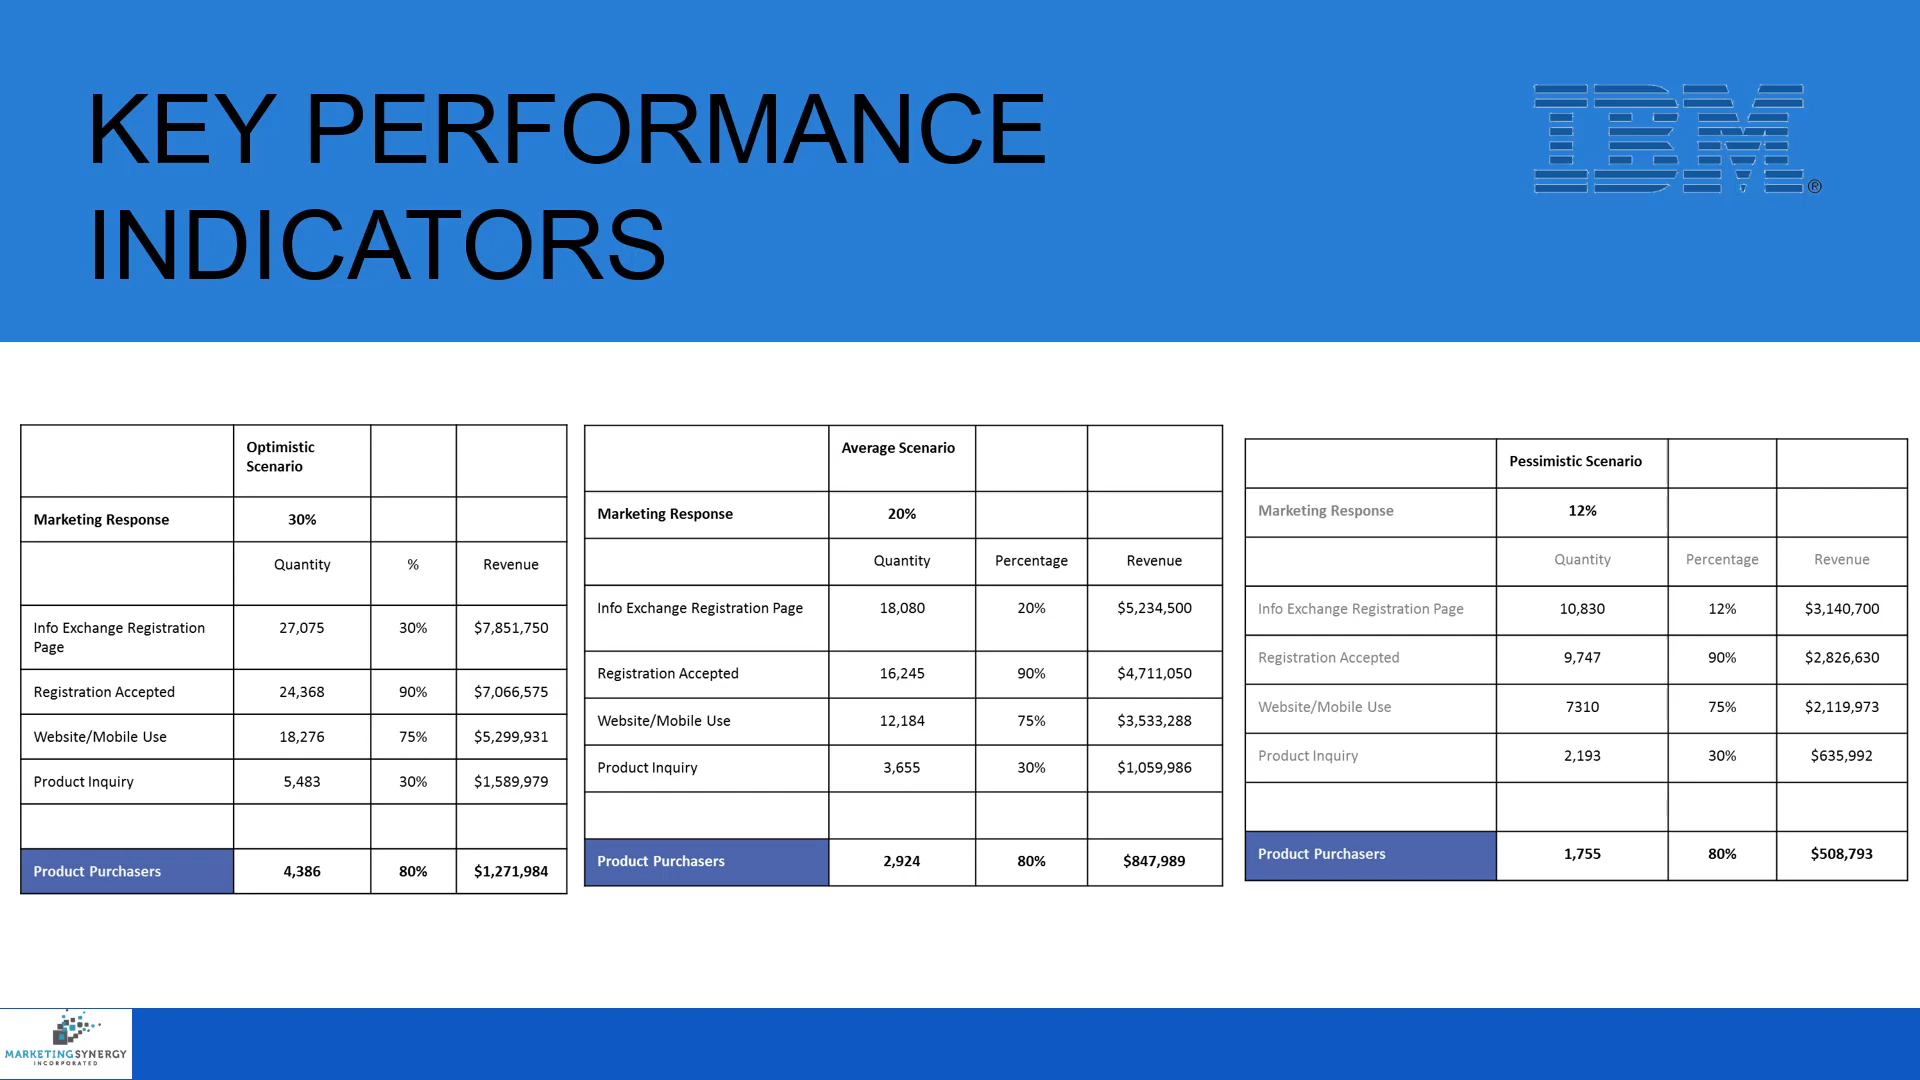 KEY PERFORMANCE
INDICATORS
IBM®
Optimistic
Scenario
Marketing Response 30%
Quantity % Revenue
Info Exchange Registration
Page 27,075 30% $7,851,750
Registration Accepted 24,368 90% $7,066,575
Website/Mobile Use 18,276 75% $5,299,931
Product Inquiry 5,483 30% $1,589,979
Product Purchasers 4,386 80% $1,271,984
Average Scenario
Marketing Response 20%
Quantity Percentage Revenue
Info Exchange Registration Page 18,080 20% $5,234,500
Registration Accepted 16,245 90% $4,711,050
Website/Mobile Use 12,184 75% $3,533,288
Product Inquiry 3,655 30% $1,059,986
Product Purchasers 2,924 80% $847,989
Pessimistic Scenario
Marketing Response 12%
Quantity Percentage Revenue
Info Exchange Registration Page 10,830 12% $3,140,700
Registration Accepted 9,747 90% $2,826,630
Website/Mobile Use 7310 75% $2,119,973
Product Inquiry 2,193 30% $635,992
Product Purchasers 1,755 80% $508,793
MARKETINGSYNERGY
INCORPORATED